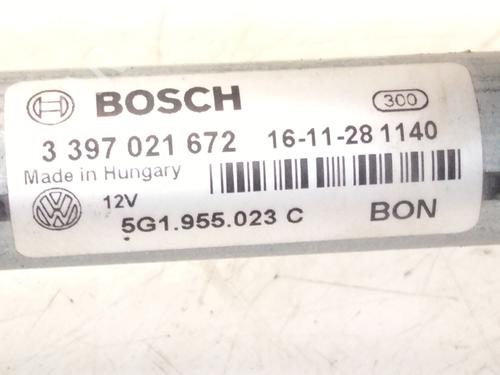 BOSCH 300
3 397 021 672 16-11-28 1140
Made in Hungary
12V
5G1.955.023 C BON